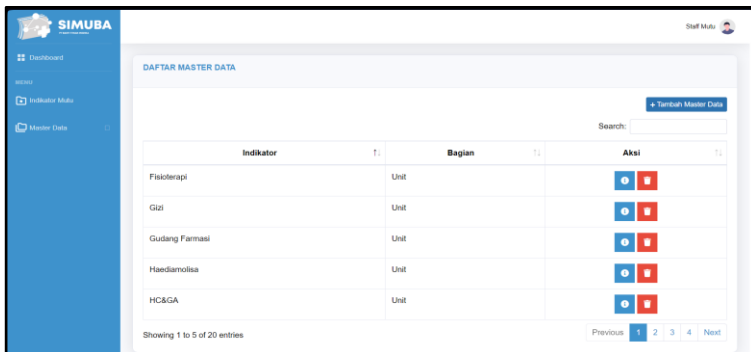 SIMUBA
Staff Mutu
Dashboard
DAFTAR MASTER DATA
MENU
Indikator Mutu
+ Tambah Master Data
Master Data
Search:
Indikator Bagian Aksi
Fisioterapi Unit
Gizi Unit
Gudang Farmasi Unit
Haediamolisa Unit
HC&GA Unit
Showing 1 to 5 of 20 entries
Previous 1 2 3 4 Next